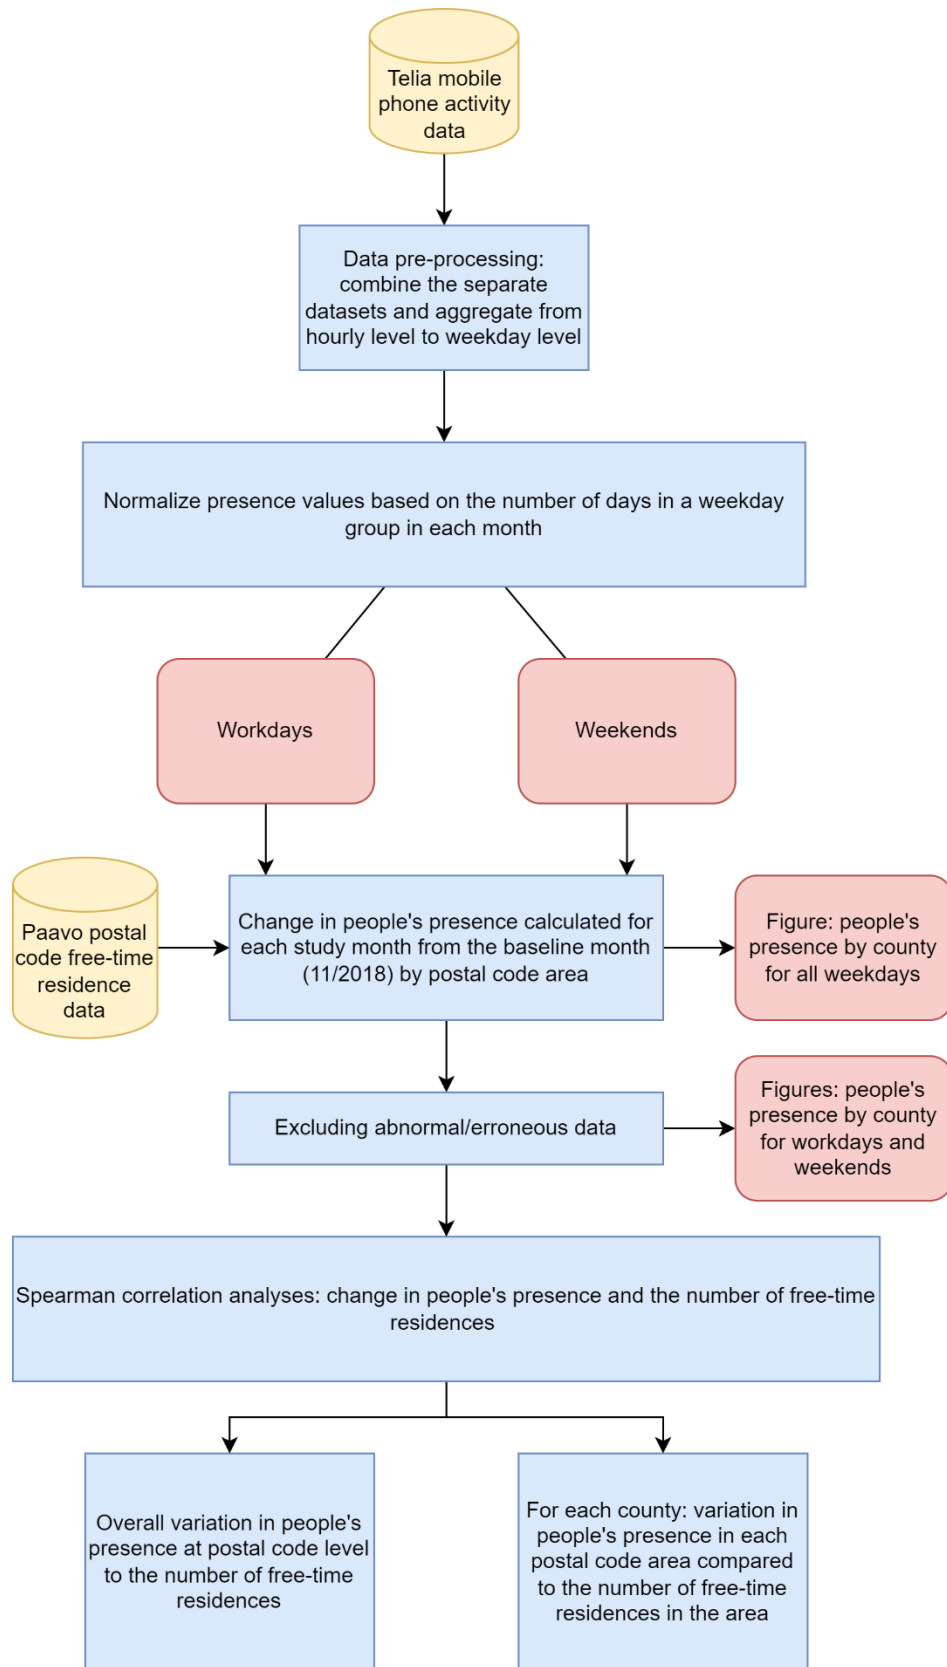 Telia mobile
phone activity
data
Data pre-processing:
combine the separate
datasets and aggregate from
hourly level to weekday level
Normalize presence values based on the number of days in a weekday
group in each month
Workdays
Weekends
Paavo postal
code free-time
residence
data
Change in people's presence calculated for
each study month from the baseline month
(11/2018) by postal code area
Figure: people's
presence by county
for all weekdays
Excluding abnormal/erroneous data
Figures: people's
presence by county
for workdays and
weekends
Spearman correlation analyses: change in people's presence and the number of free-time
residences
Overall variation in people's
presence at postal code level
to the number of free-time
residences
For each county: variation in
people's presence in each
postal code area compared
to the number of free-time
residences in the area